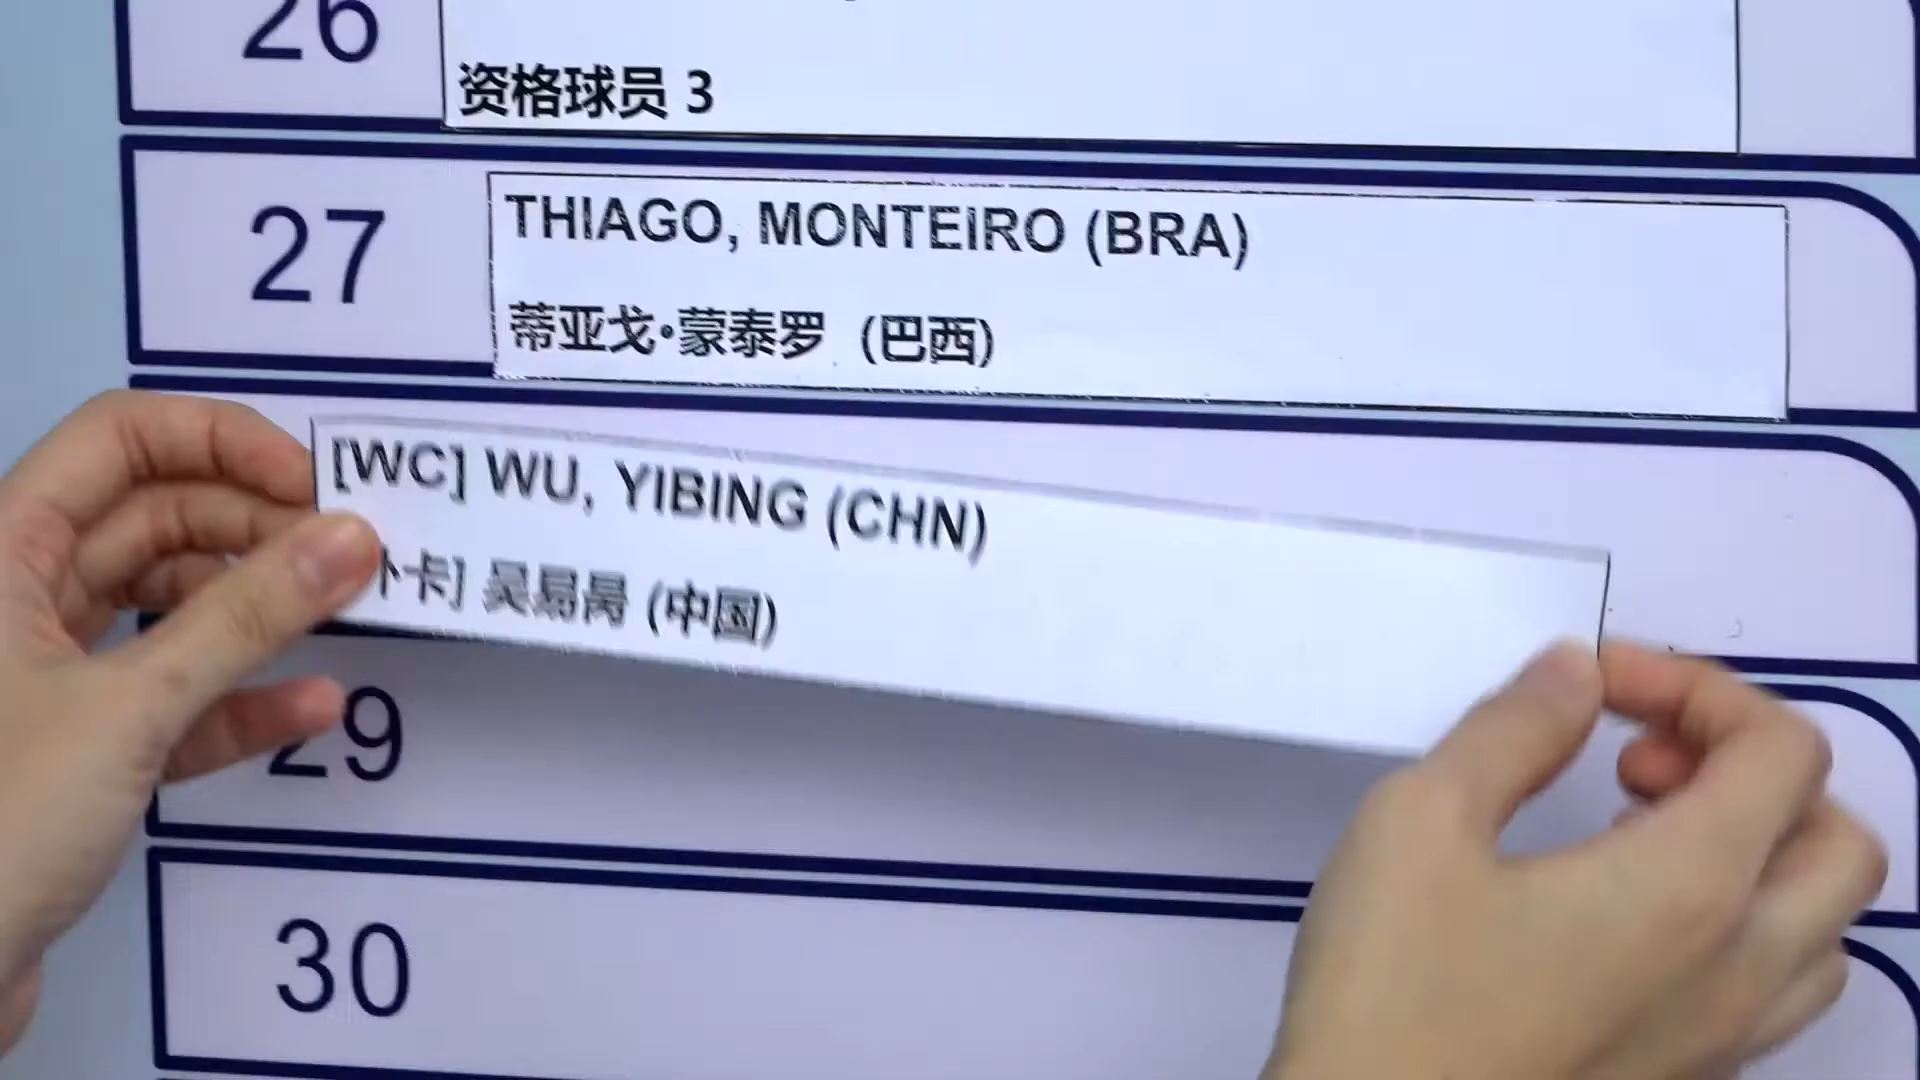 26
资格球员 3
27
THIAGO, MONTEIRO (BRA)
蒂亚戈·蒙泰罗 (巴西)
[WC] WU, YIBING (CHN)
卡] 吴易昺 (中国)
29
30